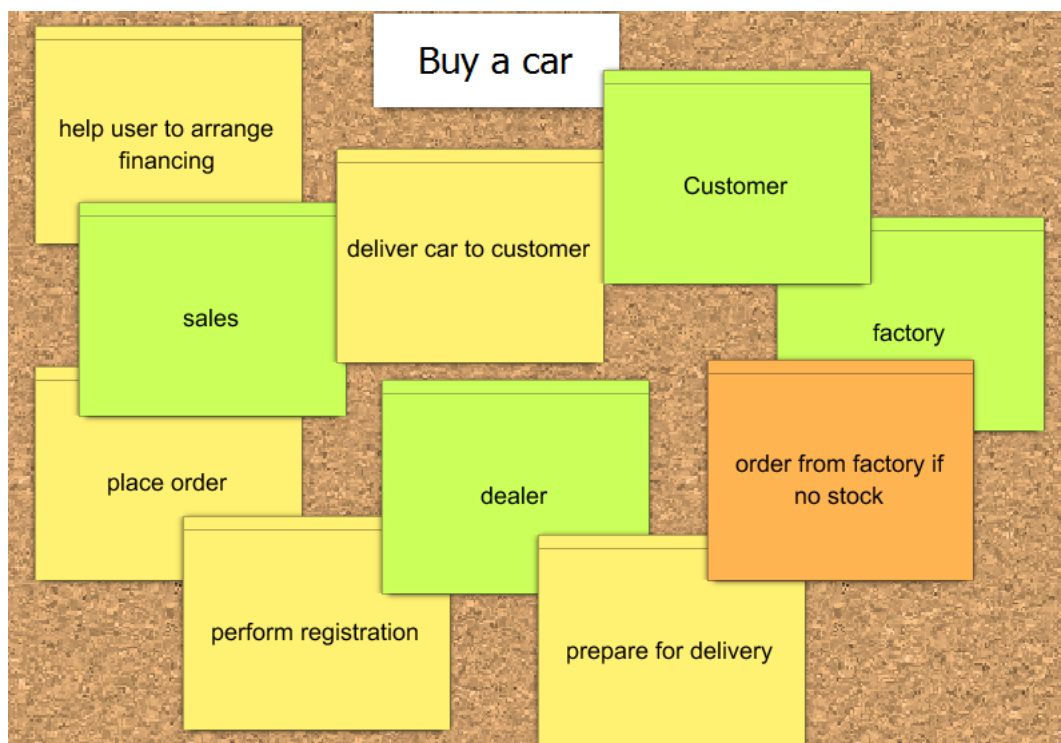 Buy a car
help user to arrange
financing
Customer
deliver car to customer
sales
factory
place order
dealer
order from factory if
no stock
perform registration
prepare for delivery